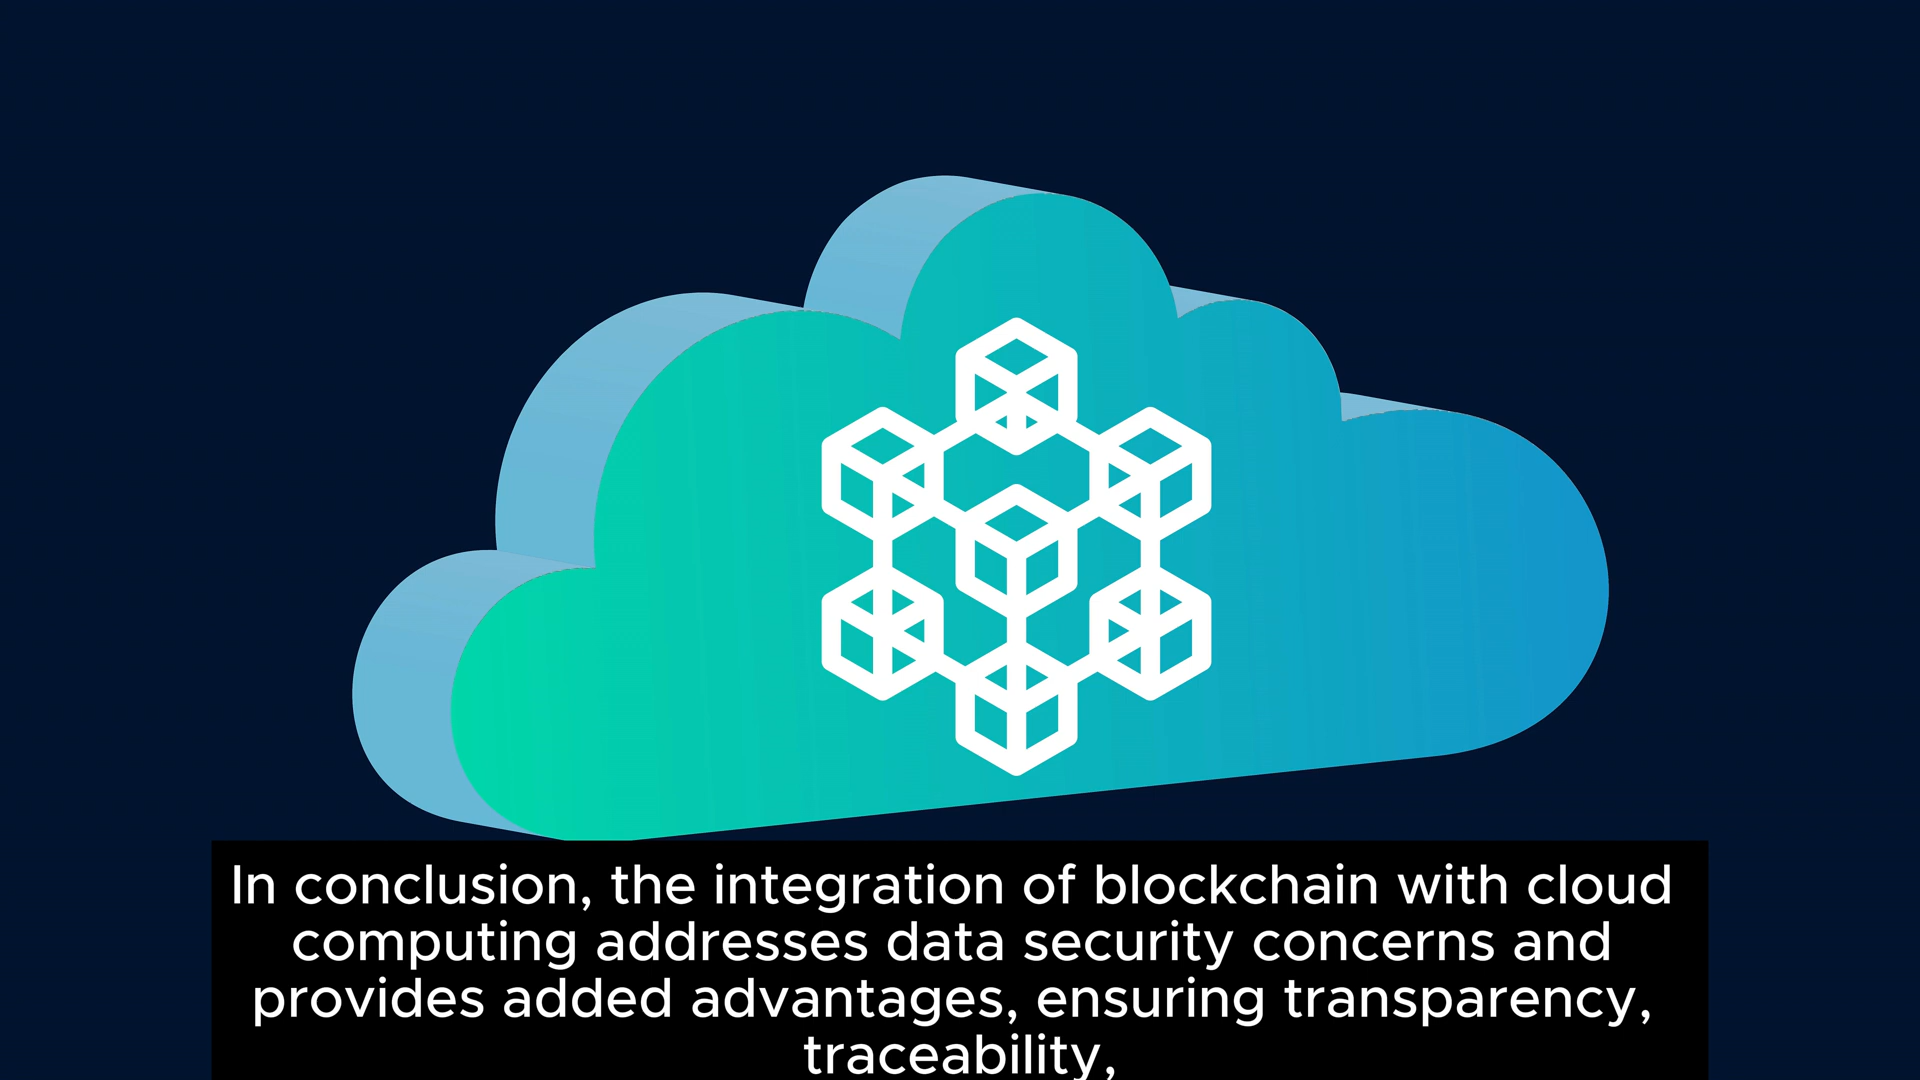 In conclusion, the integration of blockchain with cloud
computing addresses data security concerns and
provides added advantages, ensuring transparency,
traceability,